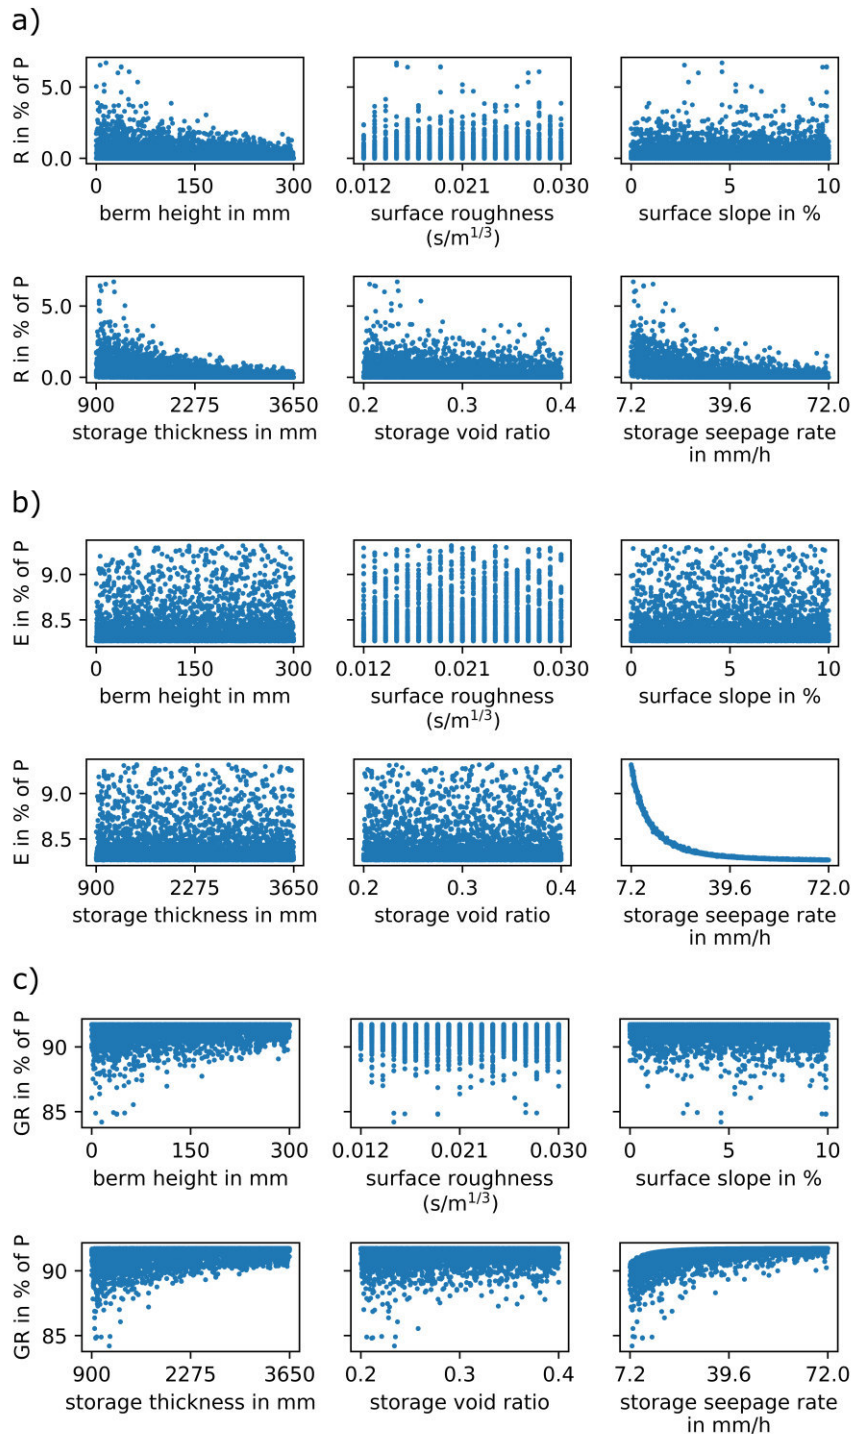 a)
R in % of P
5.0
0.0
0 150 300
berm height in mm
0.012 0.021 0.030
surface roughness
(s/m^{1/3})
0 5 10
surface slope in %
R in % of P
5.0
0.0
900 2275 3650
storage thickness in mm
0.2 0.3 0.4
storage void ratio
7.2 39.6 72.0
storage seepage rate
in mm/h
b)
E in % of P
9.0
8.5
0 150 300
berm height in mm
0.012 0.021 0.030
surface roughness
(s/m^{1/3})
0 5 10
surface slope in %
E in % of P
9.0
8.5
900 2275 3650
storage thickness in mm
0.2 0.3 0.4
storage void ratio
7.2 39.6 72.0
storage seepage rate
in mm/h
c)
GR in % of P
90
85
0 150 300
berm height in mm
0.012 0.021 0.030
surface roughness
(s/m^{1/3})
0 5 10
surface slope in %
GR in % of P
90
85
900 2275 3650
storage thickness in mm
0.2 0.3 0.4
storage void ratio
7.2 39.6 72.0
storage seepage rate
in mm/h